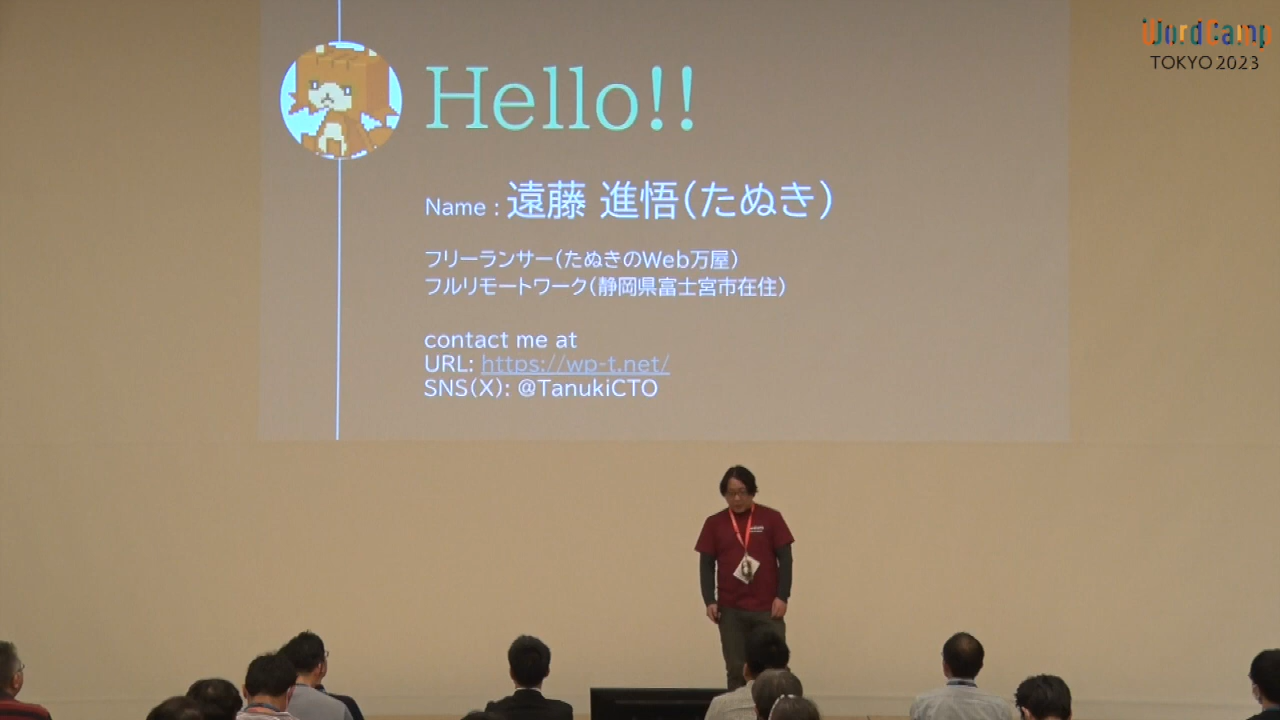 WordCamp
TOKYO 2023
Hello!!
Name : 遠藤 進悟(たぬき)
フリーランサー(たぬきのWeb万屋)
フルリモートワーク(静岡県富士宮市在住)
contact me at
URL: https://wp-t.net/
SNS(X): @TanukiCTO